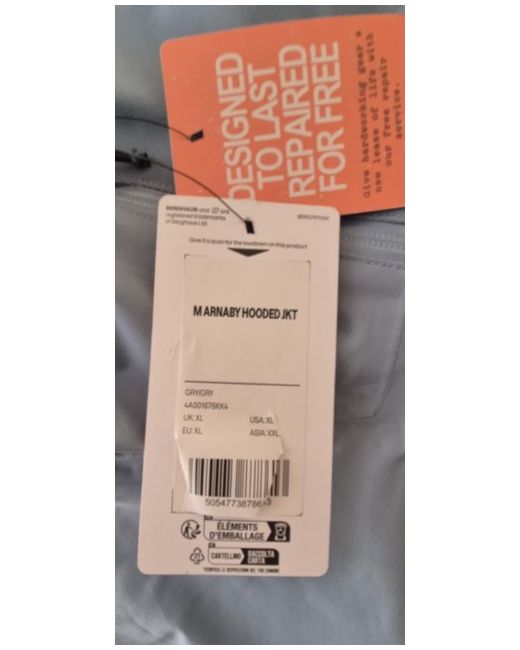 DESIGNED
TO LAST
REPAIRED
FOR FREE
Give hardworking gear a
new lease of life with
our free repair
service.
BERGHAUS and
registered trademarks
of Berghaus Ltd.
Give it a scan for the lowdown on this product
M ARNABY HOODED JKT
GRY/GRY
4A001676KK4
UK: XL USA: XL
EU: XL ASIA: XXL
ÉLÉMENTS
D'EMBALLAGE
CARTELLINO
RACCOLTA
CARTA